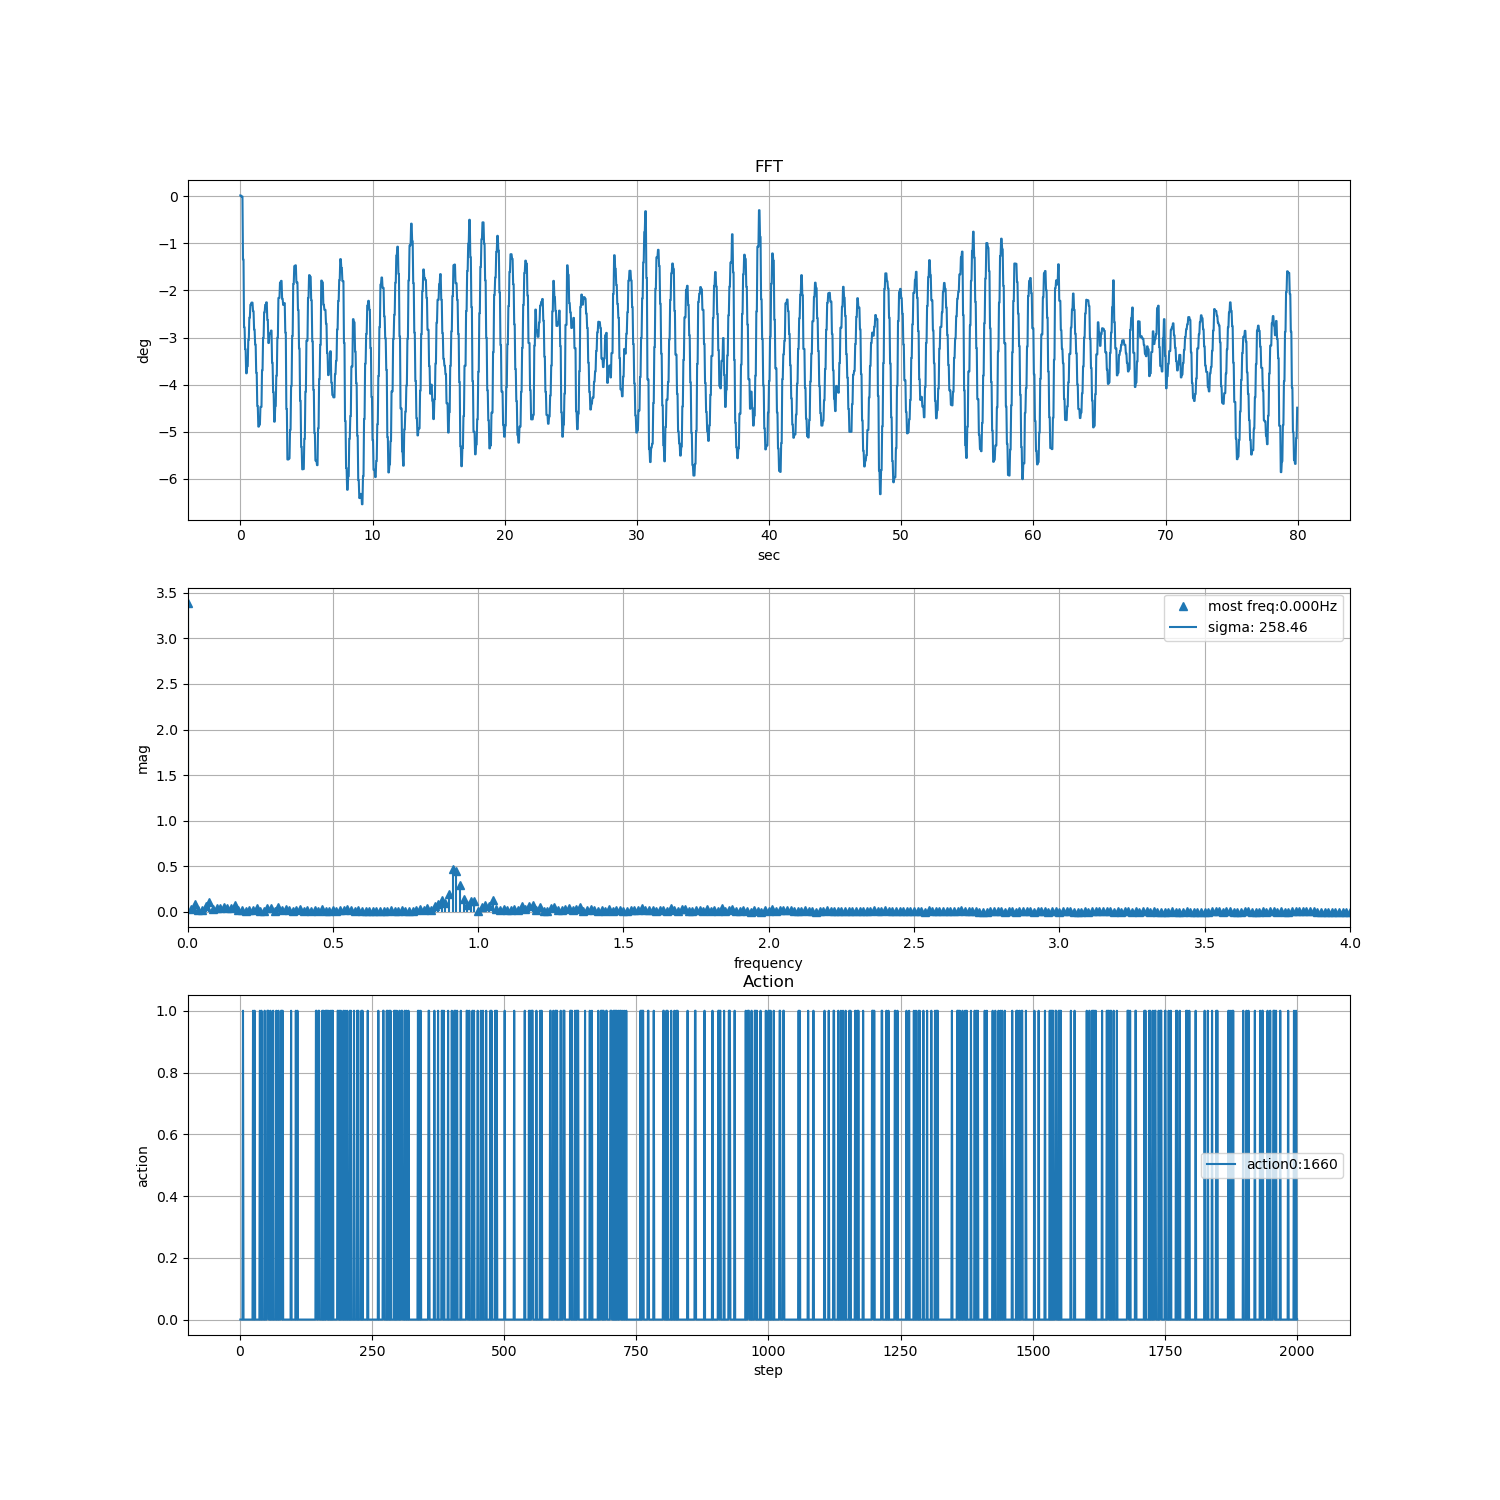 FFT
0
−1
−2
−3
−4
−5
−6
deg
0 10 20 30 40 50 60 70 80
sec
3.5
3.0
2.5
2.0
1.5
1.0
0.5
0.0
mag
most freq:0.000Hz
sigma: 258.46
0.0 0.5 1.0 1.5 2.0 2.5 3.0 3.5 4.0
frequency
Action
1.0
0.8
0.6
0.4
0.2
0.0
action
action0:1660
0 250 500 750 1000 1250 1500 1750 2000
step